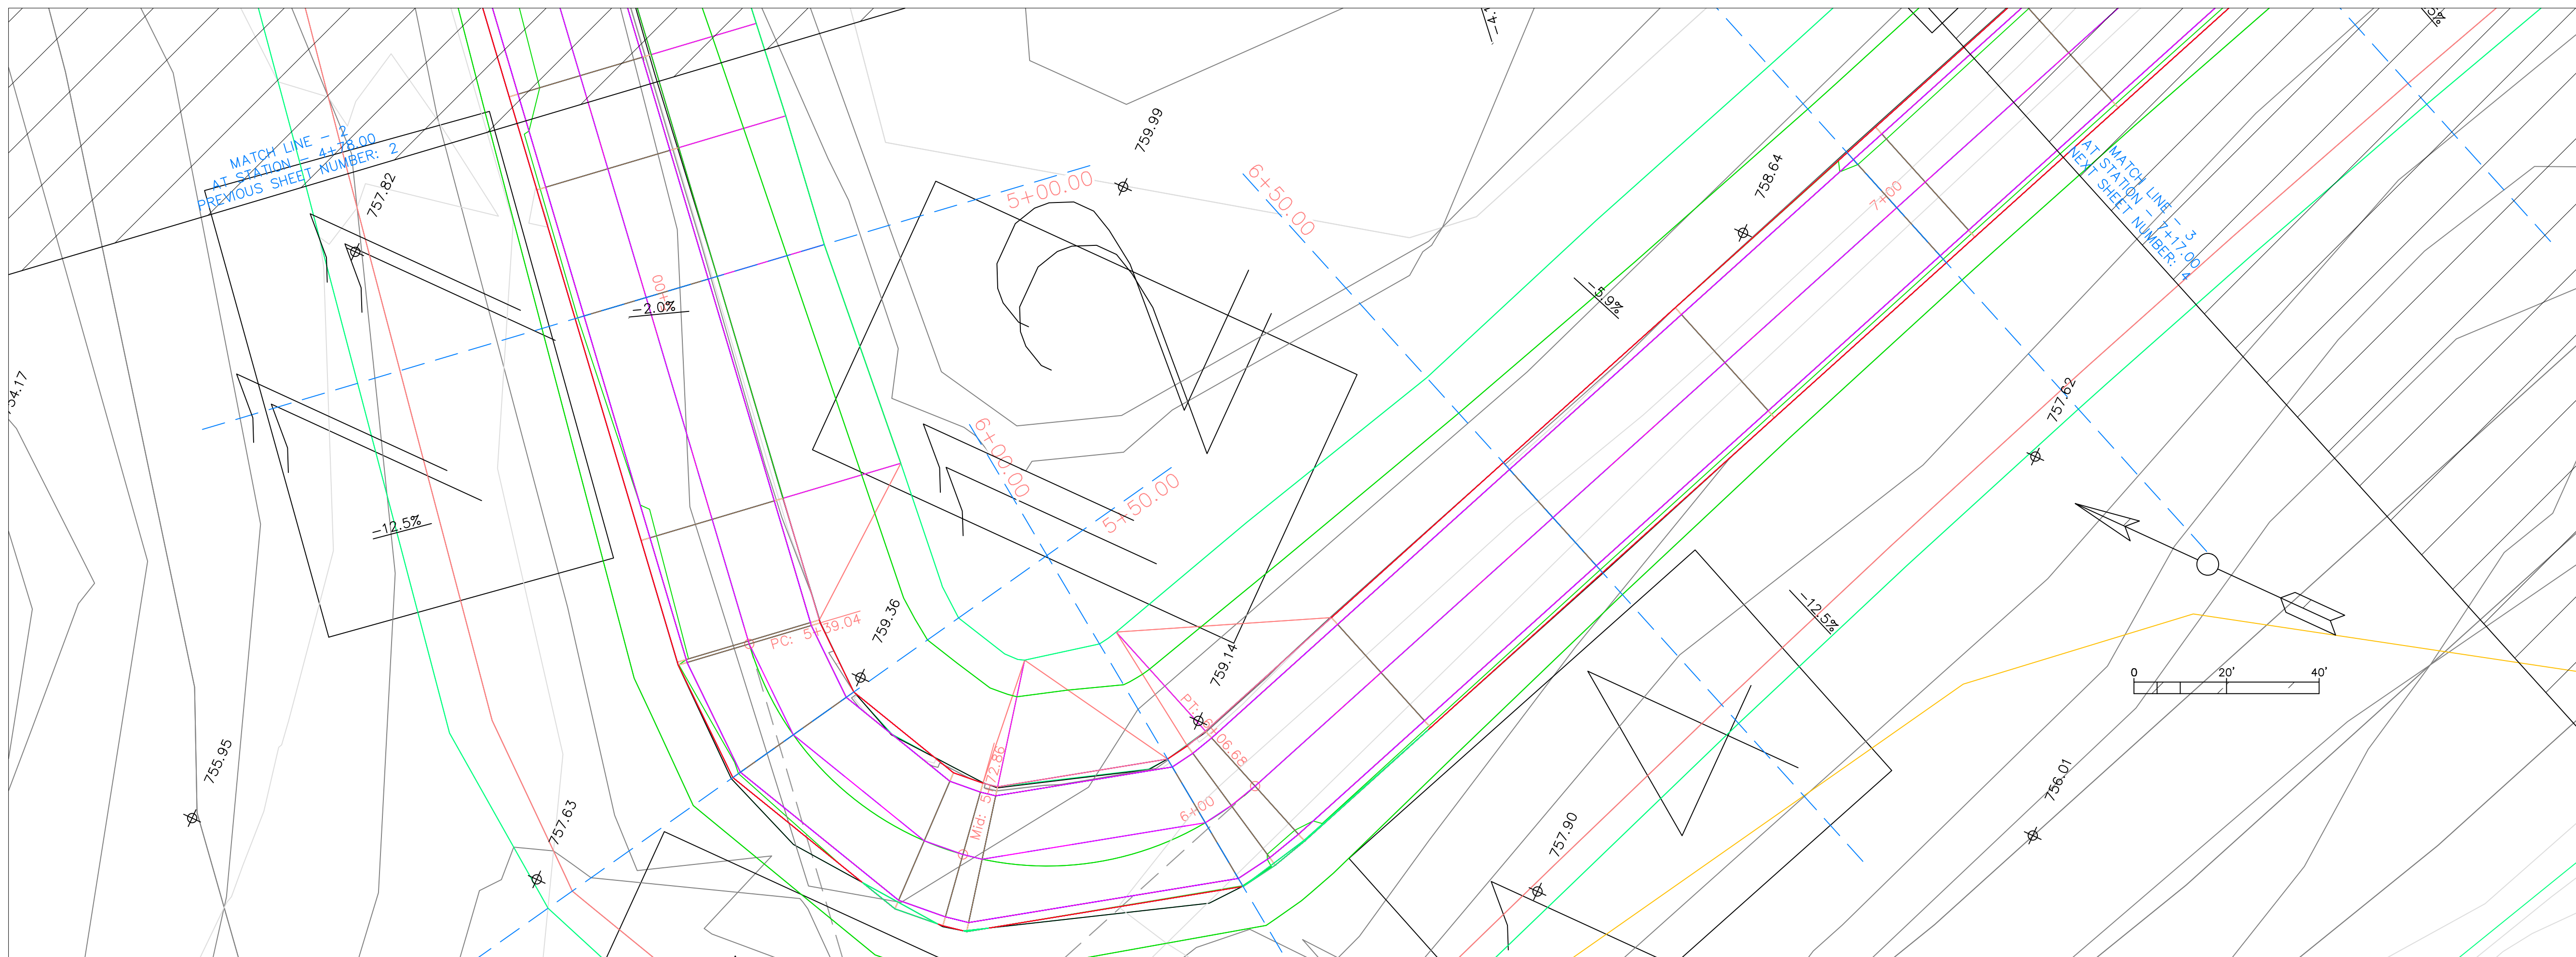 MATCH LINE - 2
AT STATION - 4+78.00
PREVIOUS SHEET NUMBER: 2
757.82
759.99
5+00.00
6+50.00
758.64
7+00
MATCH LINE - 3
AT STATION - 7+17.00
NEXT SHEET NUMBER: 4
-2.0%
-5.9%
757.62
6+00.00
5+50.00
-12.5%
11
11
21
PC: 5+39.04
759.36
759.14
-12.5%
0 20' 40'
PT: 6+06.68
Mid: 5+72.86
6+00
755.95
757.63
757.90
756.01